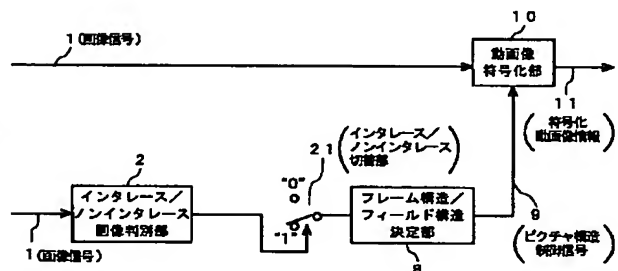 10
1(画像信号)
動画像
符号化部
11
(符号化
動画像情報)
21
(インタレース/
ノンインタレース
切替部)
2
"0"
インタレース/
ノンインタレース
画像判別部
"1"
フレーム構造/
フィールド構造
決定部
9
(ピクチャ構造
制御信号)
1(画像信号)
8